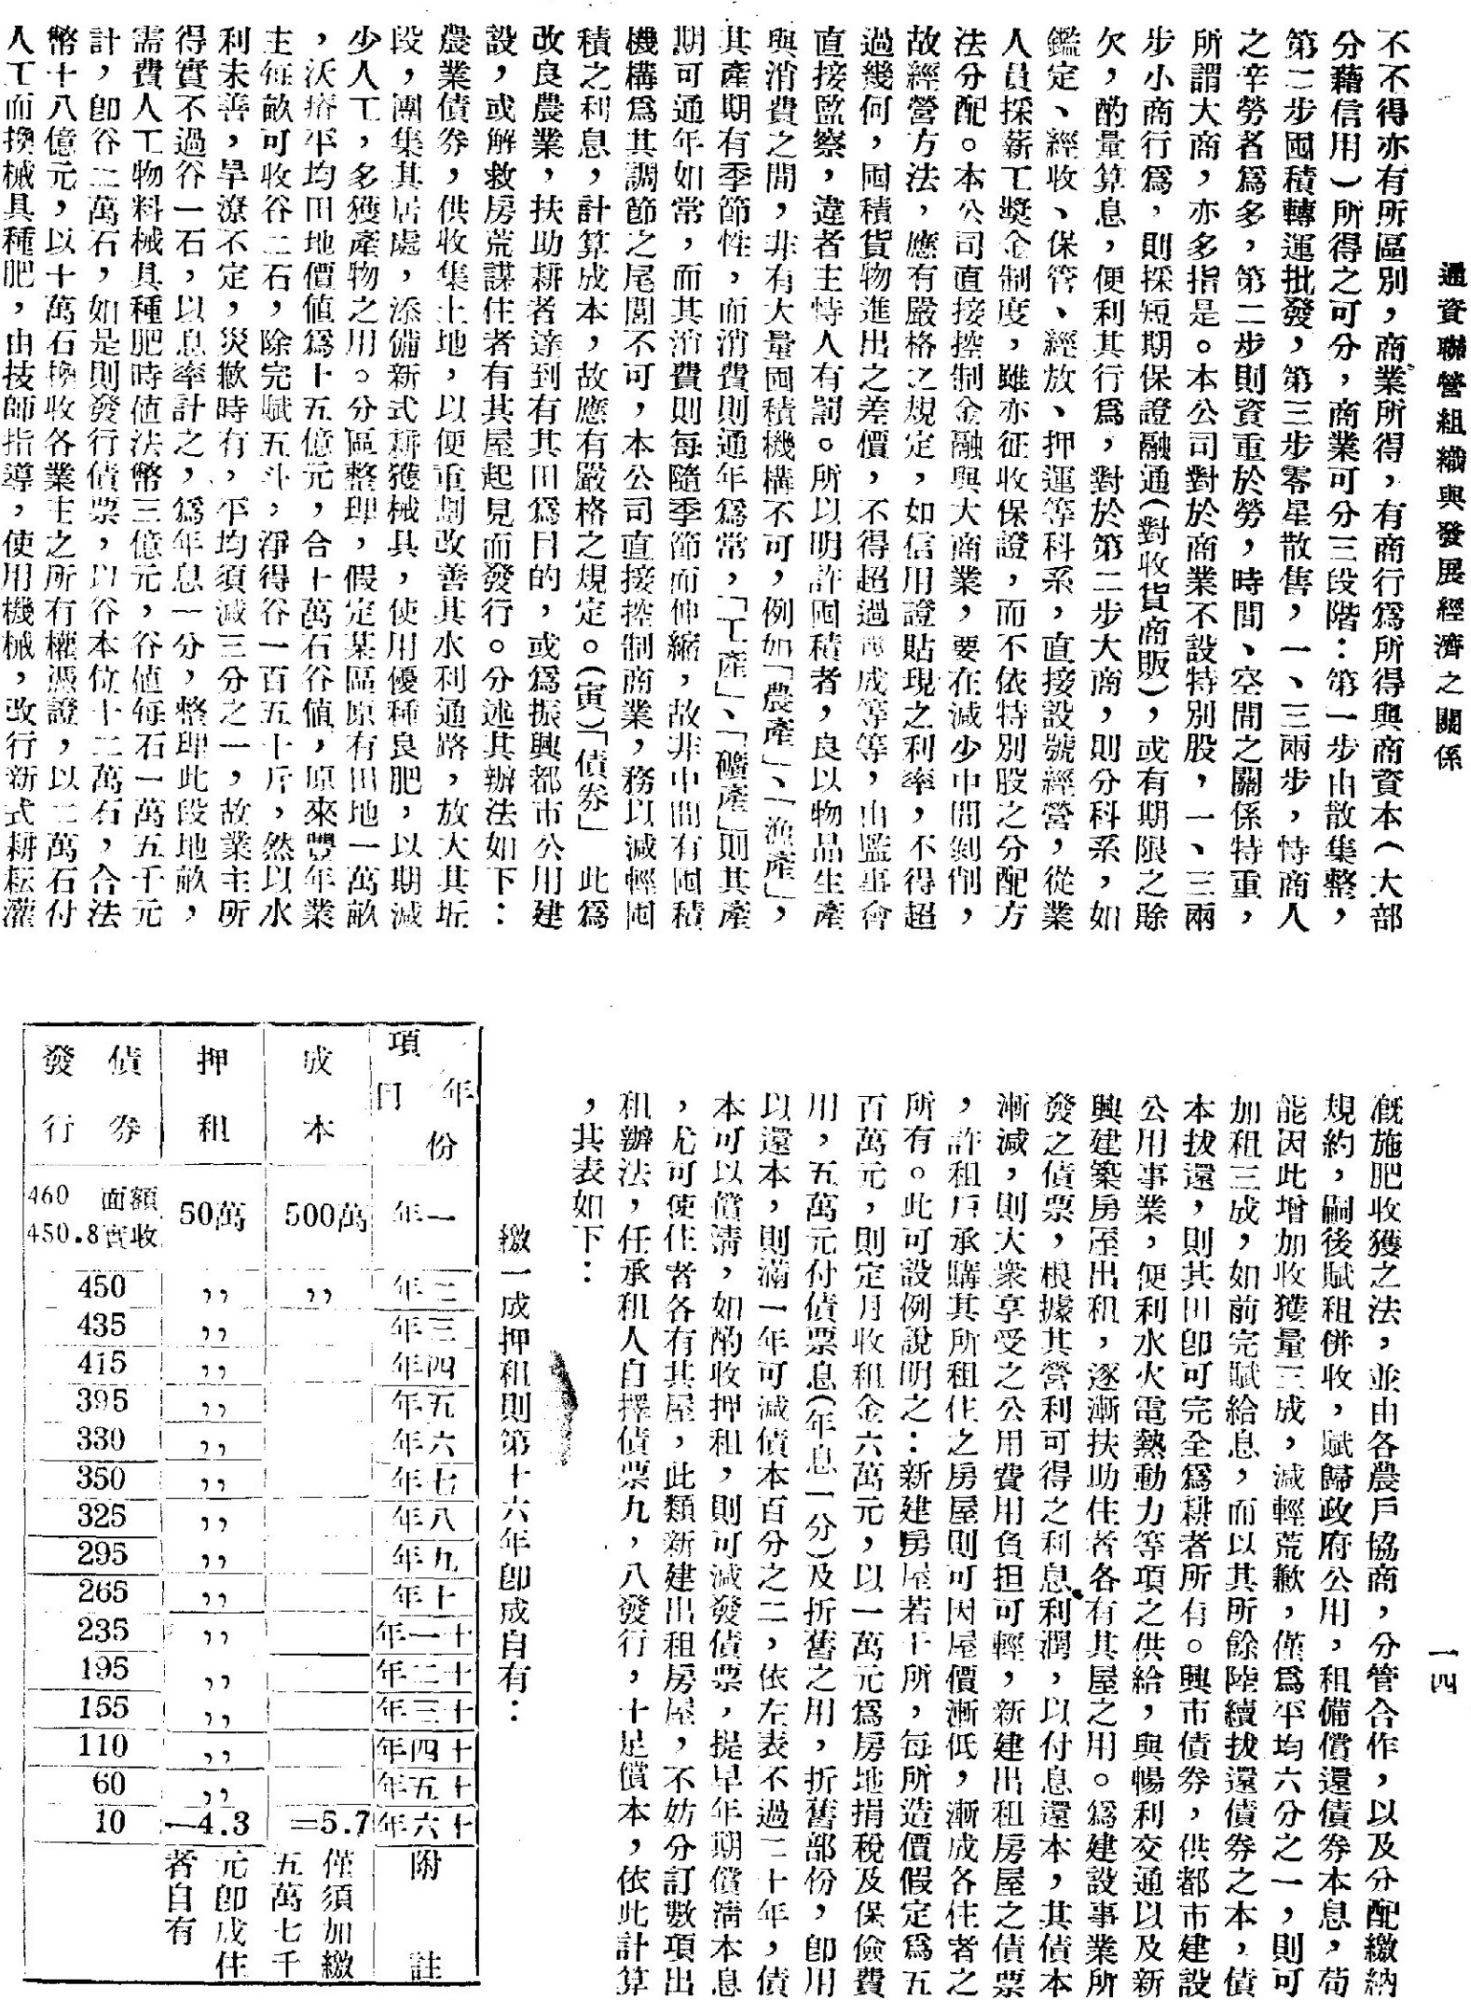 通資聯營組織與發展經濟之關係
一四
不不得亦有所區別，商業所得，有商行爲所得與商資本（大部
分藉信用）所得之可分，商業可分三段階：第一步由散集整，
第二步囤積轉運批發，第三步零星散售，一、三兩步，恃商人
之辛勞者爲多，第二步則資重於勞，時間、空間之關係特重，
所謂大商，亦多指是。本公司對於商業不設特別股，一、三兩
步小商行爲，則採短期保證融通（對收貨商販），或有期限之賒
欠，酌量算息，便利其行爲，對於第二步大商，則分科系，如
鑑定、經收、保管、經放、押運等科系，直接設號經營，從業
人員採薪工獎金制度，雖亦征收保證，而不依特別股之分配方
法分配。本公司直接控制金融與大商業，要在減少中間剝削，
故經營方法，應有嚴格之規定，如信用證貼現之利率，不得超
過幾何，囤積貨物進出之差價，不得超過成等等，由監事會
直接監察，違者主恃人有罰。所以明許囤積者，良以物品生產
與消費之間，非有大量囤積機構不可，例如「農產」、「漁產」，
其產期有季節性，而消費則通年爲常，「工產」、「礦產」則其產
期可通年如常，而其消費則每隨季節而伸縮，故非中間有囤積
機構爲其調節之尾閭不可，本公司直接控制商業，務以減輕囤
積之利息，計算成本，故應有嚴格之規定。（寅）「債券」　此爲
改良農業，扶助耕者達到有其田爲目的，或爲振興都市公用建
設，或解救房荒謀住者有其屋起見而發行。分述其辦法如下：
農業債券，供收集土地，以便重劃改善其水利通路，放大其坵
段，團集其居處，添備新式耕獲械具，使用優種良肥，以期減
少人工，多獲產物之用。分區整理，假定某區原有田地一萬畝
，沃瘠平均田地價值爲十五億元，合十萬石谷值，原來豐年業
主每畝可收谷二石，除完賦五斗，淨得谷一百五十斤，然以水
利未善，旱潦不定，災歉時有，平均須減三分之一，故業主所
得實不過谷一石，以息率計之，爲年息一分，整理此段地畝，
需費人工物料械具種肥時值法幣三億元，谷值每石一萬五千元
計，卽谷二萬石，如是則發行債票，以谷本位十二萬石，合法
幣十八億元，以十萬石換收各業主之所有權憑證，以二萬石付
人工而換械具種肥，由技師指導，使用機械，改行新式耕耘灌
溉施肥收獲之法，並由各農戶協商，分管合作，以及分配繳納
規約，嗣後賦租併收，賦歸政府公用，租備償還債券本息，苟
能因此增加收獲量三成，減輕荒歉，僅爲平均六分之一，則可
加租三成，如前完賦給息，而以其所餘陸續拔還債券之本，債
本拔還，則其田卽可完全爲耕者所有。興市債券，供都市建設
公用事業，便利水火電熱動力等項之供給，與暢利交通以及新
興建築房屋出租，逐漸扶助住者各有其屋之用。爲建設事業所
發之債票，根據其營利可得之利息利潤，以付息還本，其債本
漸減，則大衆享受之公用費用負担可輕，新建出租房屋之債票
，許租戶承購其所租住之房屋則可因屋價漸低，漸成各住者之
所有。此可設例說明之：新建房屋若干所，每所造價假定爲五
百萬元，則定月收租金六萬元，以一萬元爲房地捐稅及保儉費
用，五萬元付債票息（年息一分）及折舊之用，折舊部份，卽用
以還本，則滿一年可減債本百分之二，依左表不過二十年，債
本可以償淸，如酌收押租，則可減發債票，提早年期償淸本息
，尤可使住者各有其屋，此類新建出租房屋，不妨分訂數項出
租辦法，任承租人自擇債票九，八發行，十足償本，依此計算
，其表如下：
繳一成押租則第十六年卽成自有：
項目　年份　成本　押租　債券發行
年一　500萬　50萬　460面額　450.8實收
年二　,,　,,　450
年三　,,　435
年四　,,　415
年五　,,　395
年六　,,　330
年七　,,　350
年八　,,　325
年九　,,　295
年十　,,　265
年一十　,,　235
年二十　,,　195
年三十　,,　155
年四十　,,　110
年五十　,,　60
年六十　=5.7　—4.3　10
附註　僅須加繳五萬七千元卽成住者自有